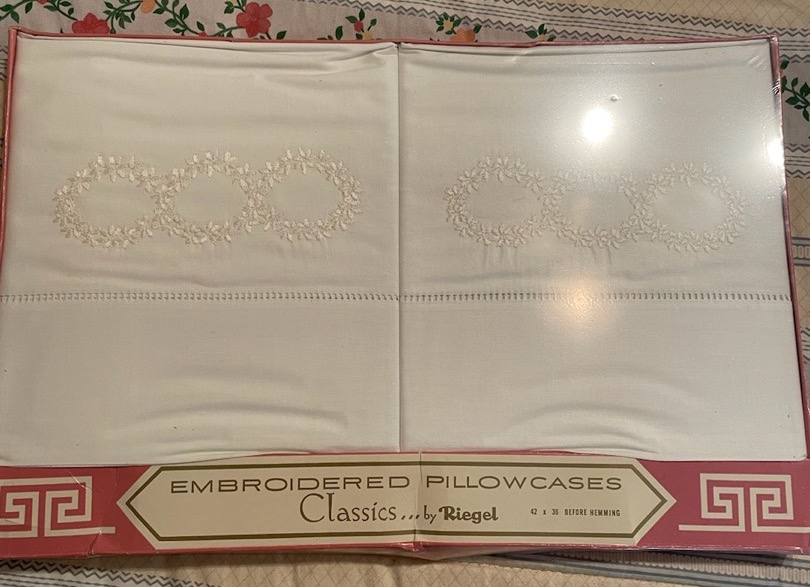 EMBROIDERED PILLOWCASES
Classics...by Riegel
42 x 36 BEFORE HEMMING